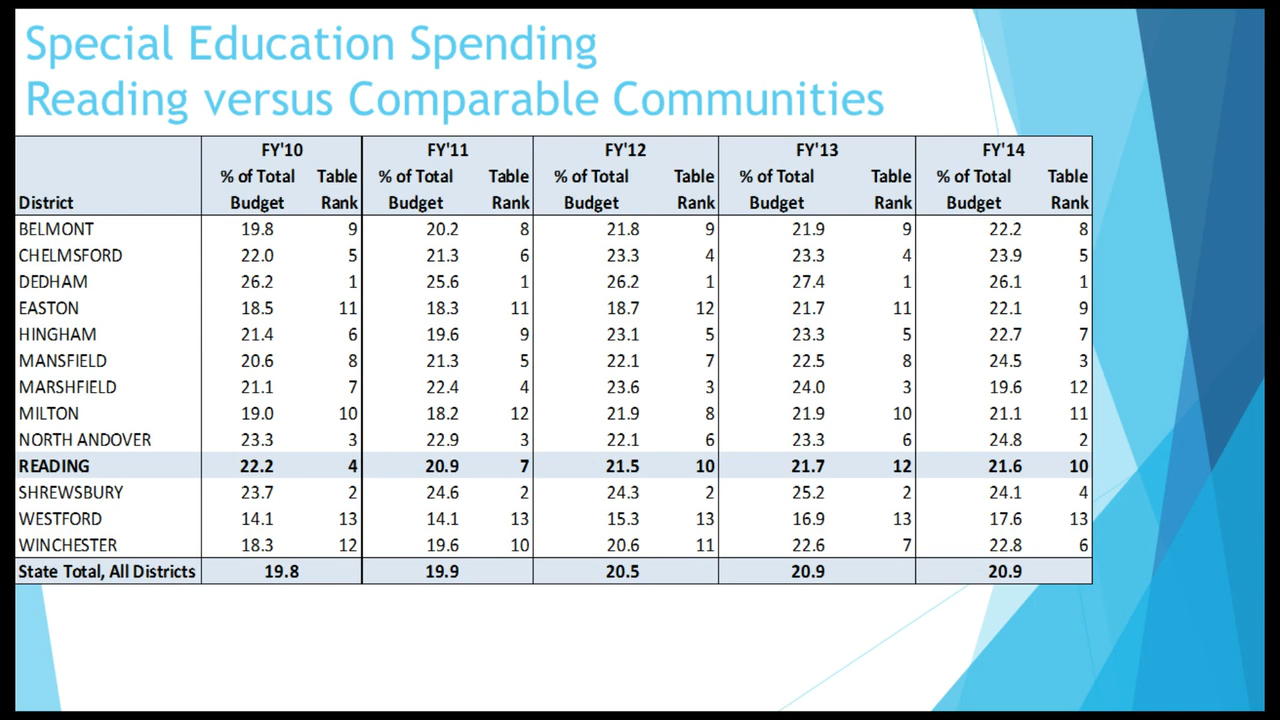 Special Education Spending
Reading versus Comparable Communities
FY'10 FY'11 FY'12 FY'13 FY'14
% of Total Table % of Total Table % of Total Table % of Total Table % of Total Table
District Budget Rank Budget Rank Budget Rank Budget Rank Budget Rank
BELMONT 19.8 9 20.2 8 21.8 9 21.9 9 22.2 8
CHELMSFORD 22.0 5 21.3 6 23.3 4 23.3 4 23.9 5
DEDHAM 26.2 1 25.6 1 26.2 1 27.4 1 26.1 1
EASTON 18.5 11 18.3 11 18.7 12 21.7 11 22.1 9
HINGHAM 21.4 6 19.6 9 23.1 5 23.3 5 22.7 7
MANSFIELD 20.6 8 21.3 5 22.1 7 22.5 8 24.5 3
MARSHFIELD 21.1 7 22.4 4 23.6 3 24.0 3 19.6 12
MILTON 19.0 10 18.2 12 21.9 8 21.9 10 21.1 11
NORTH ANDOVER 23.3 3 22.9 3 22.1 6 23.3 6 24.8 2
READING 22.2 4 20.9 7 21.5 10 21.7 12 21.6 10
SHREWSBURY 23.7 2 24.6 2 24.3 2 25.2 2 24.1 4
WESTFORD 14.1 13 14.1 13 15.3 13 16.9 13 17.6 13
WINCHESTER 18.3 12 19.6 10 20.6 11 22.6 7 22.8 6
State Total, All Districts 19.8 19.9 20.5 20.9 20.9